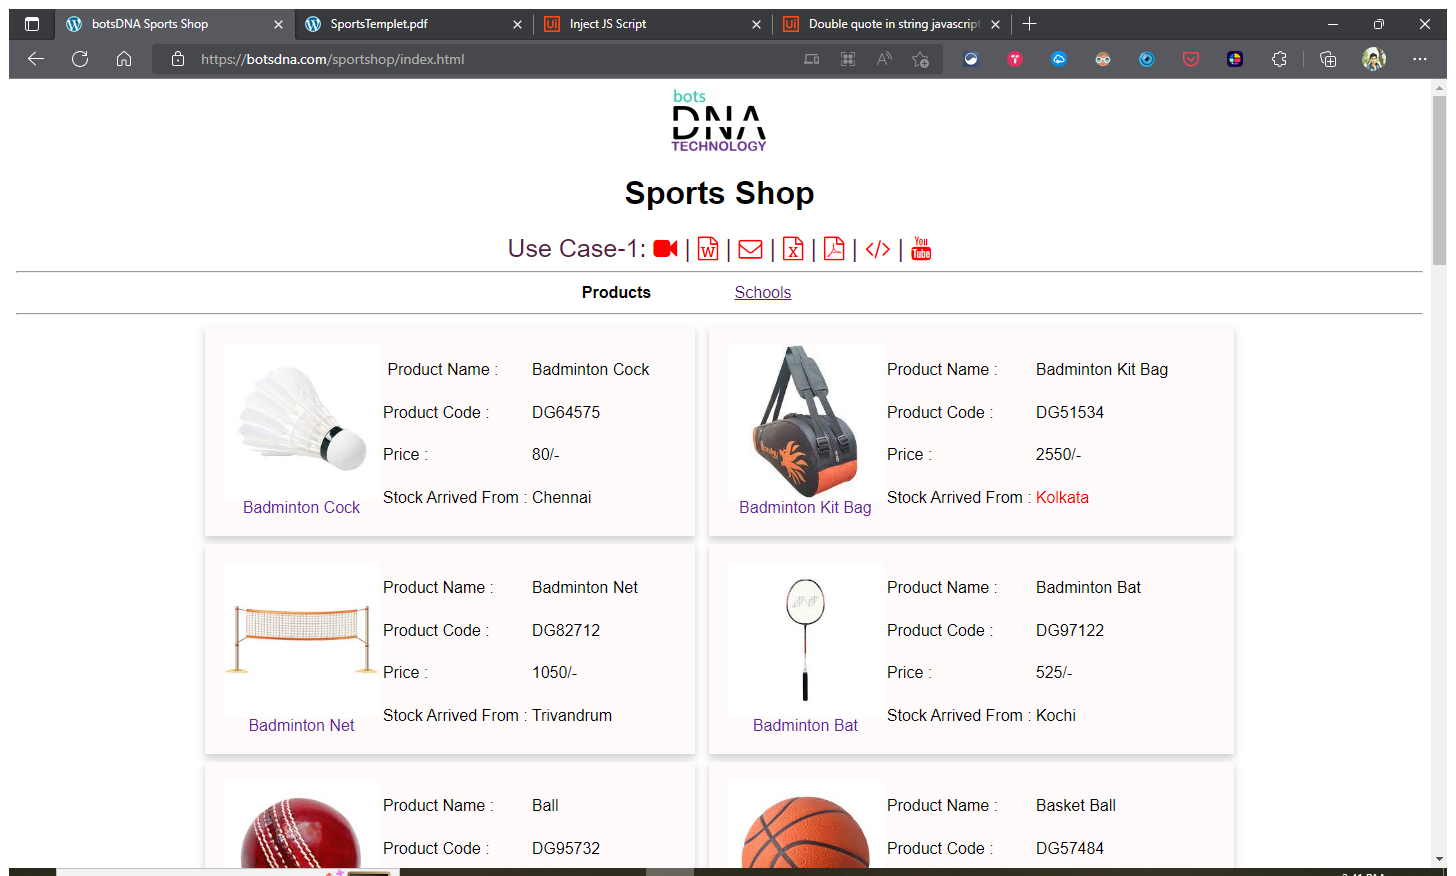 botsDNA Sports Shop
SportsTemplet.pdf
Inject JS Script
Double quote in string javascript
https://botsdna.com/sportshop/index.html
bots
DNA
TECHNOLOGY
Sports Shop
Use Case-1: | | | | | |
Products Schools
Product Name : Badminton Cock
Product Code : DG64575
Price : 80/-
Stock Arrived From : Chennai
Badminton Cock
Product Name : Badminton Kit Bag
Product Code : DG51534
Price : 2550/-
Stock Arrived From : Kolkata
Badminton Kit Bag
Product Name : Badminton Net
Product Code : DG82712
Price : 1050/-
Stock Arrived From : Trivandrum
Badminton Net
Product Name : Badminton Bat
Product Code : DG97122
Price : 525/-
Stock Arrived From : Kochi
Badminton Bat
Product Name : Ball
Product Code : DG95732
Product Name : Basket Ball
Product Code : DG57484